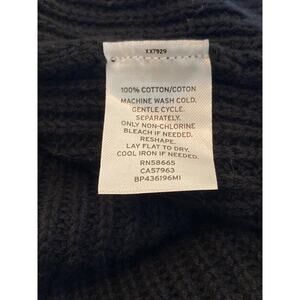 XX7929
100% COTTON/COTON
MACHINE WASH COLD.
GENTLE CYCLE.
SEPARATELY.
ONLY NON-CHLORINE
BLEACH IF NEEDED.
RESHAPE.
LAY FLAT TO DRY.
COOL IRON IF NEEDED.
RN58665
CA57963
BP436196MI